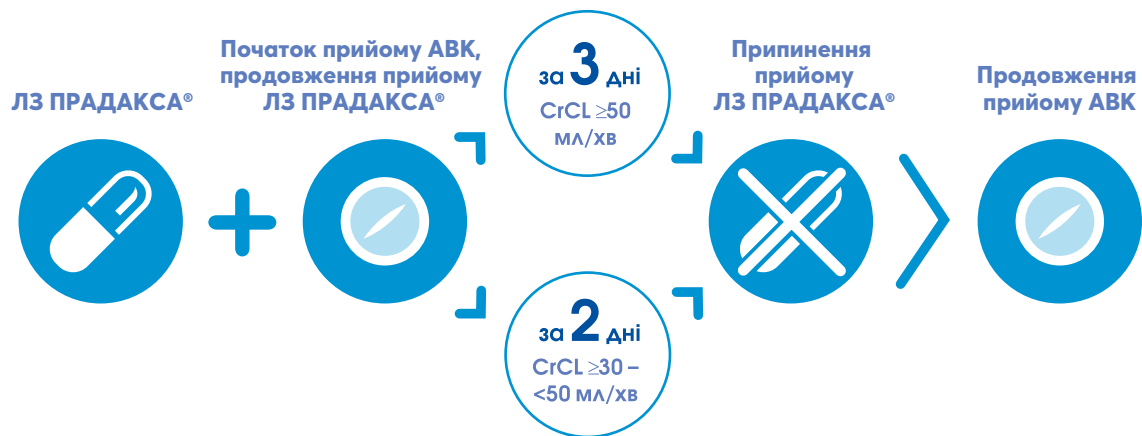 ЛЗ ПРАДАКСА®
Початок прийому АВК,
продовження прийому
ЛЗ ПРАДАКСА®
за 3 дні
CrCL ≥50
мл/хв
за 2 дні
CrCL ≥30 –
<50 мл/хв
Припинення
прийому
ЛЗ ПРАДАКСА®
Продовження
прийому АВК